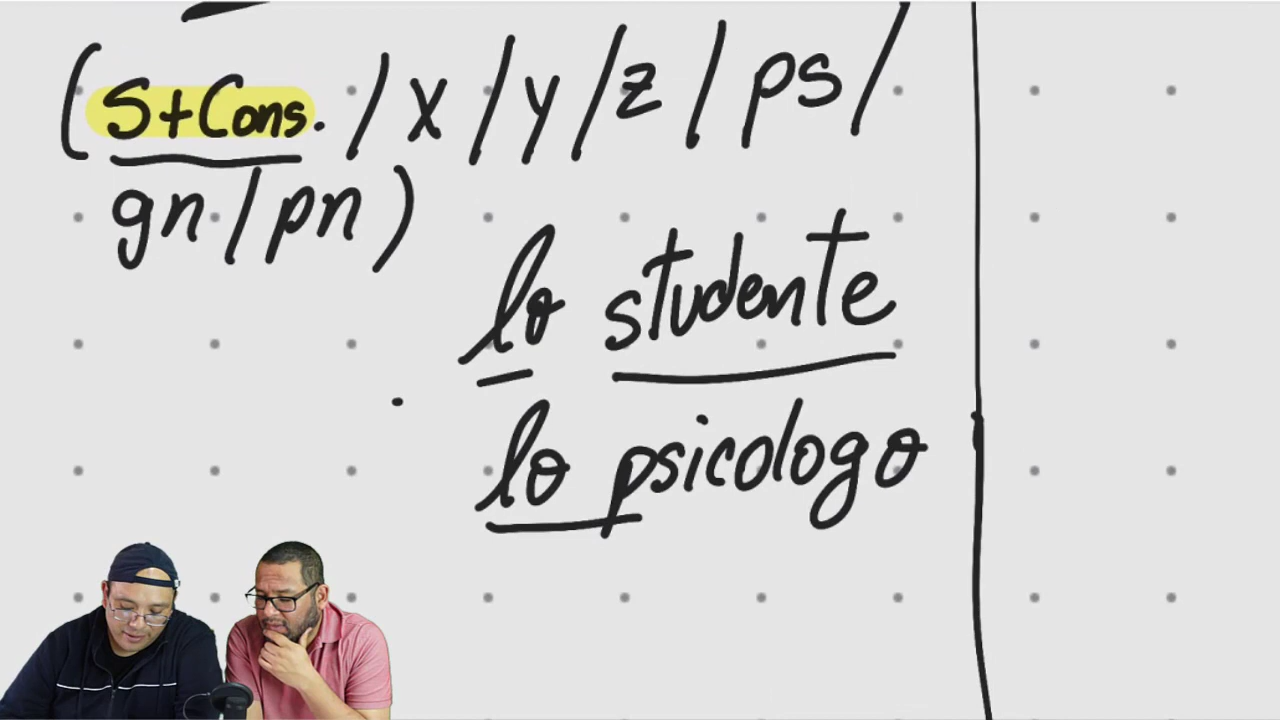 (S+Cons. / x / y / z / ps /
gn / pn)
lo studente
lo psicologo